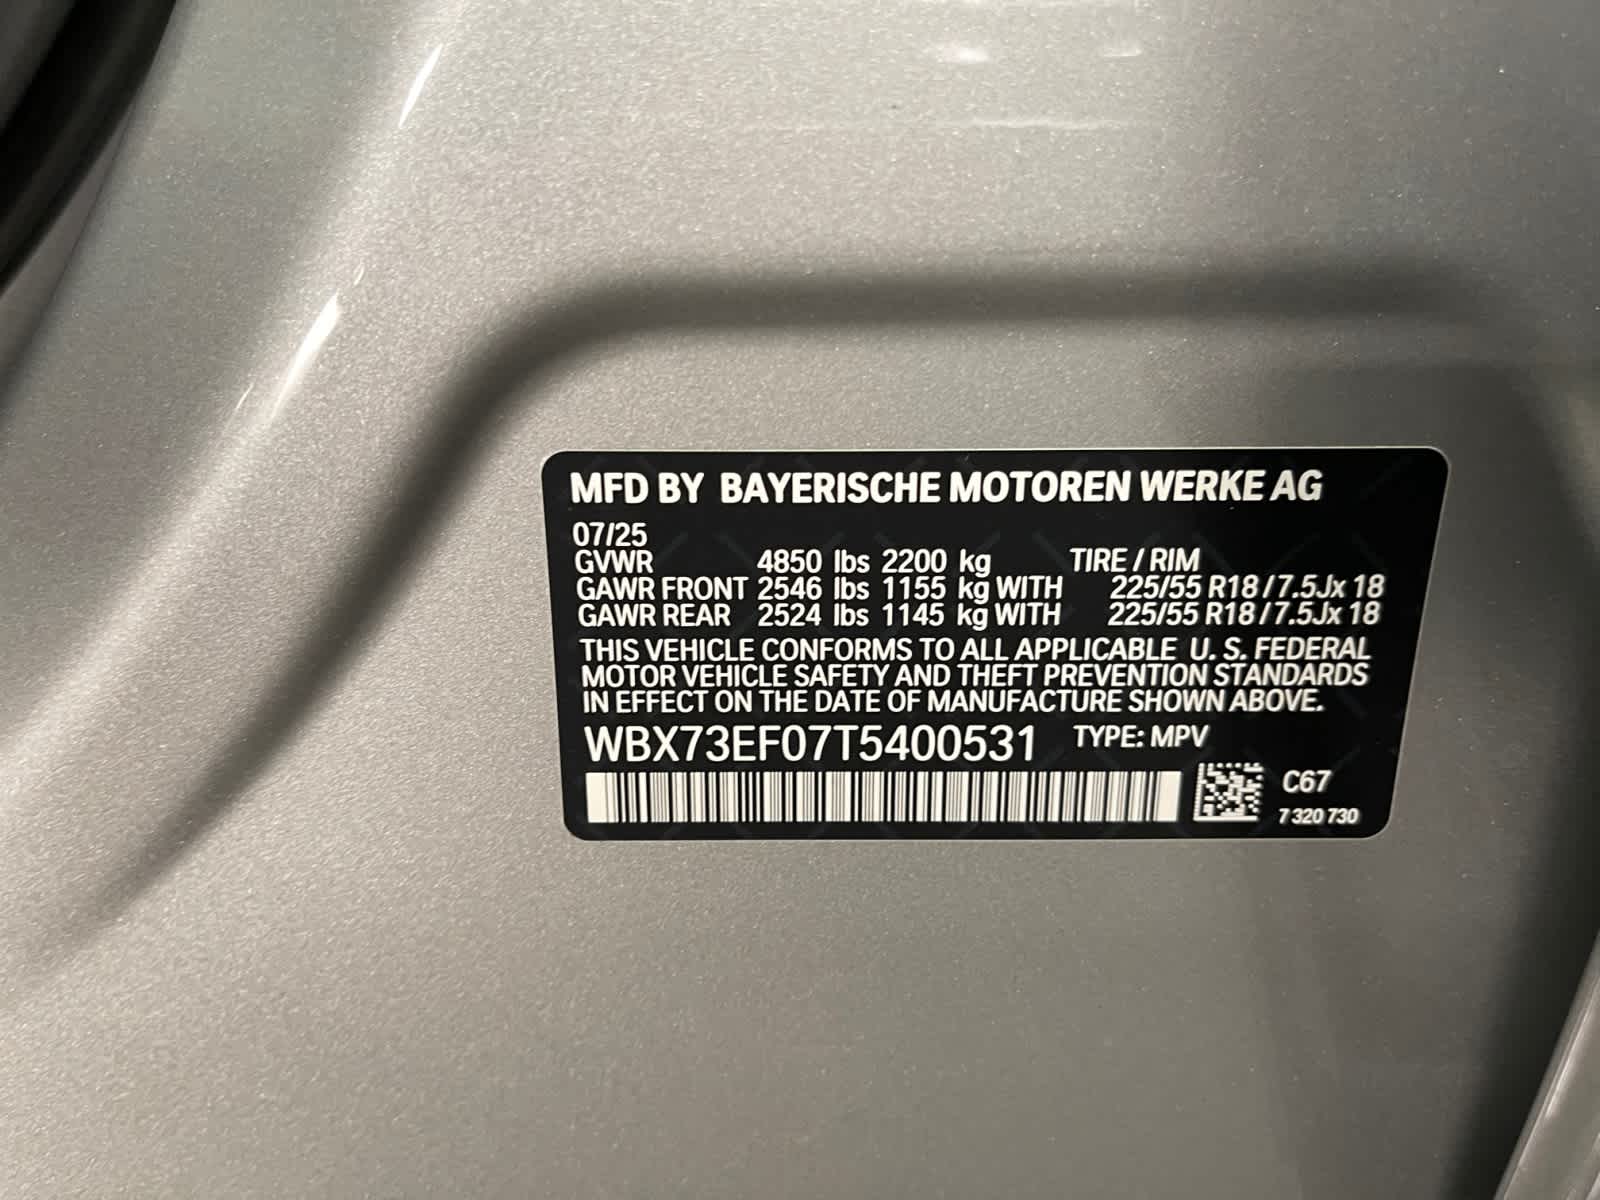 MFD BY BAYERISCHE MOTOREN WERKE AG
07/25
GVWR 4850 lbs 2200 kg TIRE / RIM
GAWR FRONT 2546 lbs 1155 kg WITH 225/55 R18 / 7.5Jx 18
GAWR REAR 2524 lbs 1145 kg WITH 225/55 R18 / 7.5Jx 18
THIS VEHICLE CONFORMS TO ALL APPLICABLE U. S. FEDERAL
MOTOR VEHICLE SAFETY AND THEFT PREVENTION STANDARDS
IN EFFECT ON THE DATE OF MANUFACTURE SHOWN ABOVE.
WBX73EF07T5400531 TYPE: MPV
C67
7 320 730